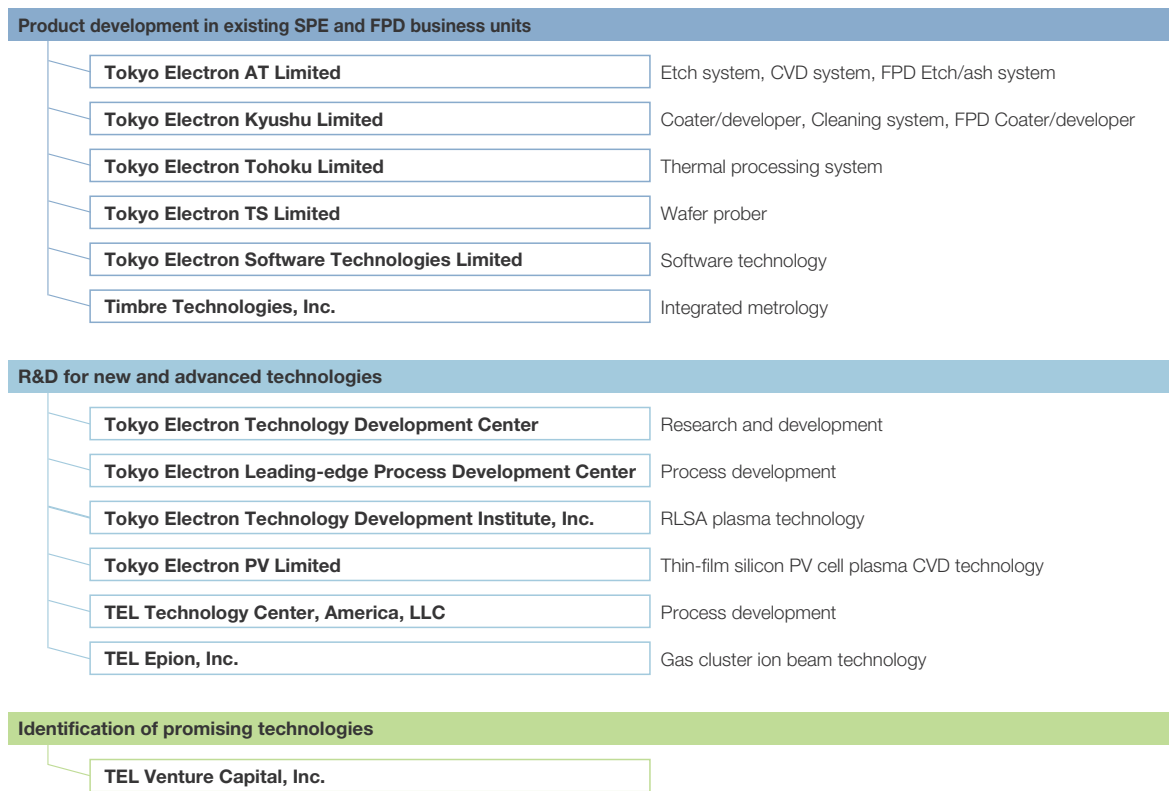 Product development in existing SPE and FPD business units
Tokyo Electron AT Limited Etch system, CVD system, FPD Etch/ash system
Tokyo Electron Kyushu Limited Coater/developer, Cleaning system, FPD Coater/developer
Tokyo Electron Tohoku Limited Thermal processing system
Tokyo Electron TS Limited Wafer prober
Tokyo Electron Software Technologies Limited Software technology
Timbre Technologies, Inc. Integrated metrology
R&D for new and advanced technologies
Tokyo Electron Technology Development Center Research and development
Tokyo Electron Leading-edge Process Development Center Process development
Tokyo Electron Technology Development Institute, Inc. RLSA plasma technology
Tokyo Electron PV Limited Thin-film silicon PV cell plasma CVD technology
TEL Technology Center, America, LLC Process development
TEL Epion, Inc. Gas cluster ion beam technology
Identification of promising technologies
TEL Venture Capital, Inc.